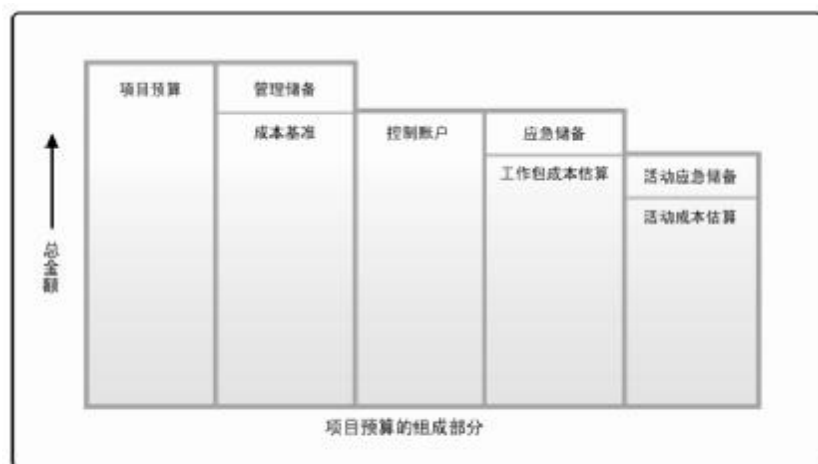 项目预算
管理储备
成本基准
控制账户
应急储备
工作包成本估算
活动应急储备
活动成本估算
总金额
项目预算的组成部分